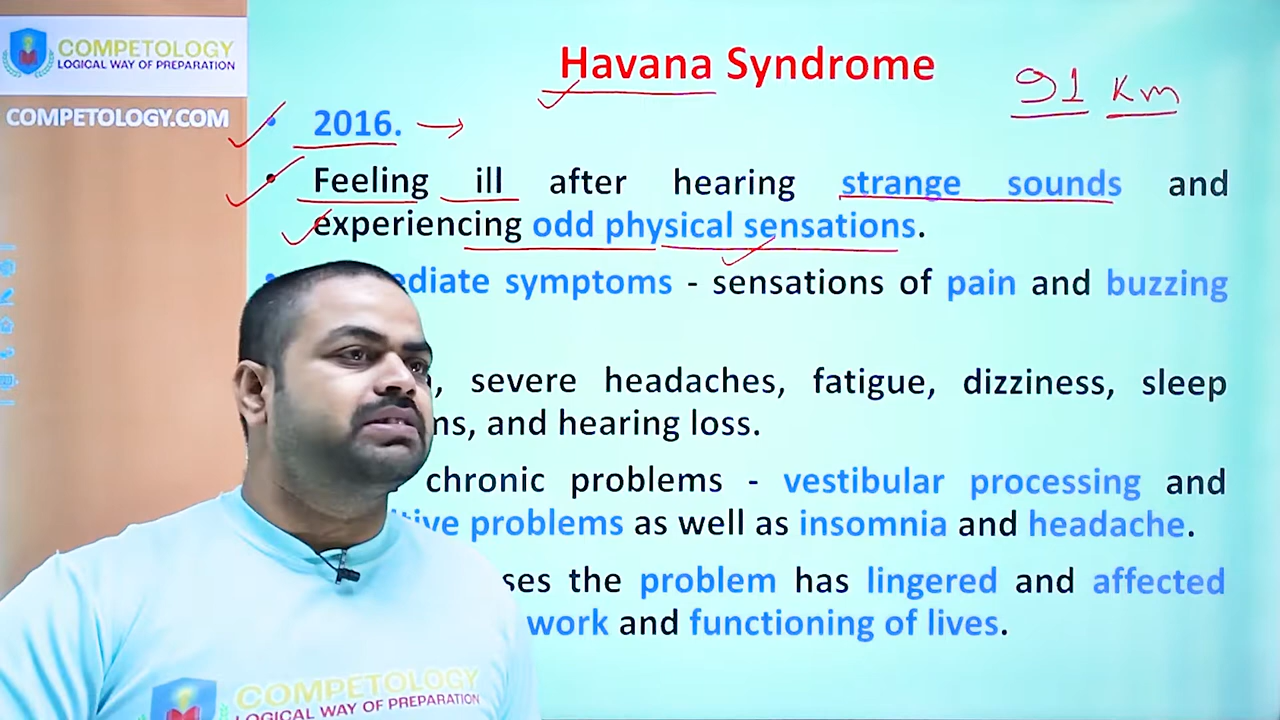 COMPETOLOGY
LOGICAL WAY OF PREPARATION
COMPETOLOGY.COM
Havana Syndrome
91 Km
• 2016. →
• Feeling ill after hearing strange sounds and
experiencing odd physical sensations.
ediate symptoms - sensations of pain and buzzing
, severe headaches, fatigue, dizziness, sleep
ms, and hearing loss.
chronic problems - vestibular processing and
itive problems as well as insomnia and headache.
ses the problem has lingered and affected
work and functioning of lives.
COMPETOLOGY
LOGICAL WAY OF PREPARATION